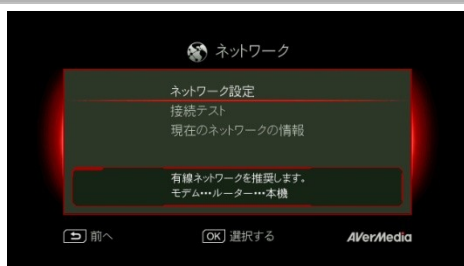 ネットワーク
ネットワーク設定
接続テスト
現在のネットワークの情報
有線ネットワークを推奨します。
モデム・・・ルーター・・・本機
前へ
OK 選択する
AVerMedia